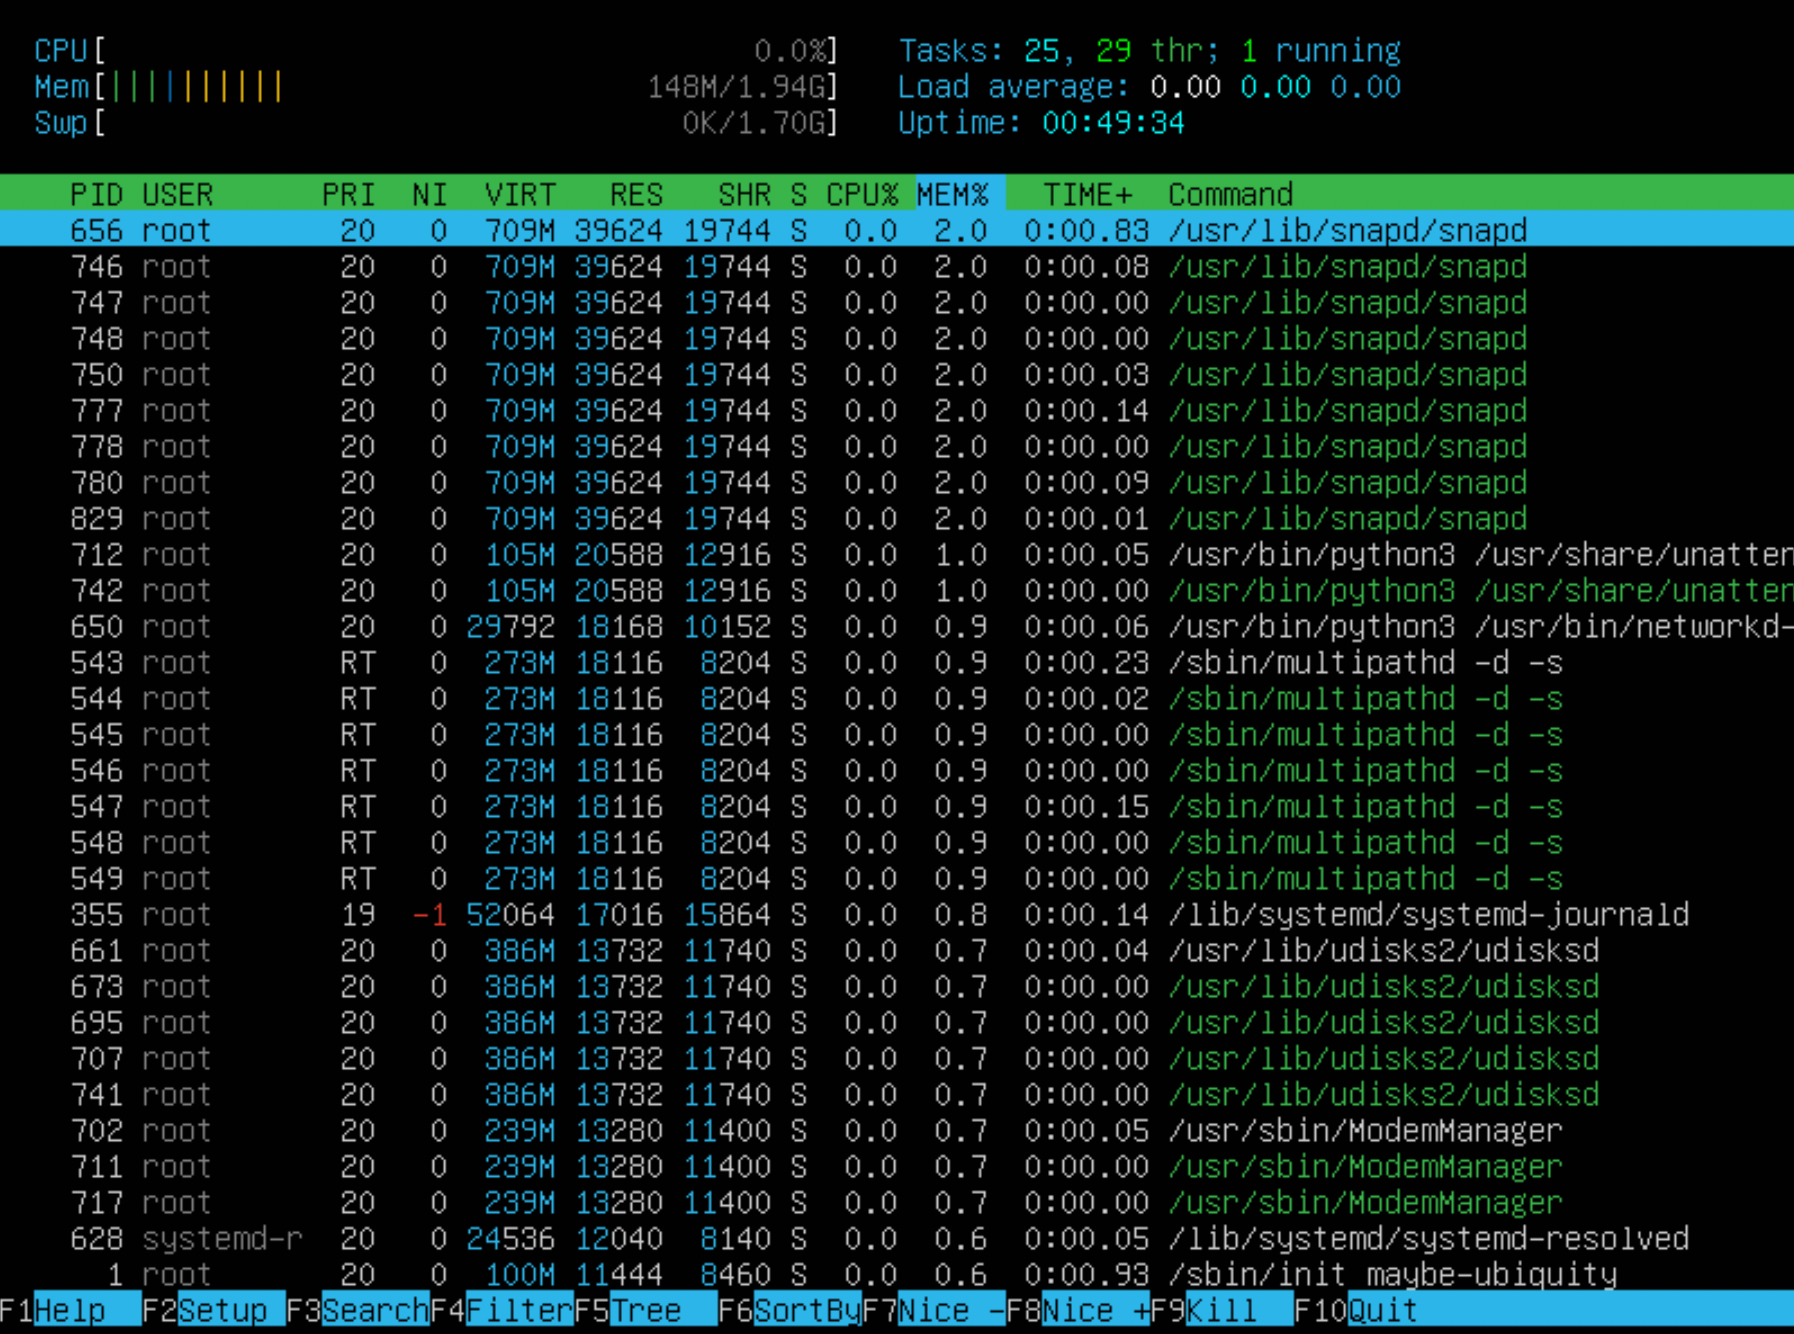 CPU[ 0.0%] Tasks: 25, 29 thr; 1 running
Mem[|||||||||| 148M/1.94G] Load average: 0.00 0.00 0.00
Swp[ 0K/1.70G] Uptime: 00:49:34
PID USER PRI NI VIRT RES SHR S CPU% MEM% TIME+ Command
656 root 20 0 709M 39624 19744 S 0.0 2.0 0:00.83 /usr/lib/snapd/snapd
746 root 20 0 709M 39624 19744 S 0.0 2.0 0:00.08 /usr/lib/snapd/snapd
747 root 20 0 709M 39624 19744 S 0.0 2.0 0:00.00 /usr/lib/snapd/snapd
748 root 20 0 709M 39624 19744 S 0.0 2.0 0:00.00 /usr/lib/snapd/snapd
750 root 20 0 709M 39624 19744 S 0.0 2.0 0:00.03 /usr/lib/snapd/snapd
777 root 20 0 709M 39624 19744 S 0.0 2.0 0:00.14 /usr/lib/snapd/snapd
778 root 20 0 709M 39624 19744 S 0.0 2.0 0:00.00 /usr/lib/snapd/snapd
780 root 20 0 709M 39624 19744 S 0.0 2.0 0:00.09 /usr/lib/snapd/snapd
829 root 20 0 709M 39624 19744 S 0.0 2.0 0:00.01 /usr/lib/snapd/snapd
712 root 20 0 105M 20588 12916 S 0.0 1.0 0:00.05 /usr/bin/python3 /usr/share/unatten
742 root 20 0 105M 20588 12916 S 0.0 1.0 0:00.00 /usr/bin/python3 /usr/share/unatten
650 root 20 0 29792 18168 10152 S 0.0 0.9 0:00.06 /usr/bin/python3 /usr/bin/networkd-
543 root RT 0 273M 18116 8204 S 0.0 0.9 0:00.23 /sbin/multipathd -d -s
544 root RT 0 273M 18116 8204 S 0.0 0.9 0:00.02 /sbin/multipathd -d -s
545 root RT 0 273M 18116 8204 S 0.0 0.9 0:00.00 /sbin/multipathd -d -s
546 root RT 0 273M 18116 8204 S 0.0 0.9 0:00.00 /sbin/multipathd -d -s
547 root RT 0 273M 18116 8204 S 0.0 0.9 0:00.15 /sbin/multipathd -d -s
548 root RT 0 273M 18116 8204 S 0.0 0.9 0:00.00 /sbin/multipathd -d -s
549 root RT 0 273M 18116 8204 S 0.0 0.9 0:00.00 /sbin/multipathd -d -s
355 root 19 -1 52064 17016 15864 S 0.0 0.8 0:00.14 /lib/systemd/systemd-journald
661 root 20 0 386M 13732 11740 S 0.0 0.7 0:00.04 /usr/lib/udisks2/udisksd
673 root 20 0 386M 13732 11740 S 0.0 0.7 0:00.00 /usr/lib/udisks2/udisksd
695 root 20 0 386M 13732 11740 S 0.0 0.7 0:00.00 /usr/lib/udisks2/udisksd
707 root 20 0 386M 13732 11740 S 0.0 0.7 0:00.00 /usr/lib/udisks2/udisksd
741 root 20 0 386M 13732 11740 S 0.0 0.7 0:00.00 /usr/lib/udisks2/udisksd
702 root 20 0 239M 13280 11400 S 0.0 0.7 0:00.05 /usr/sbin/ModemManager
711 root 20 0 239M 13280 11400 S 0.0 0.7 0:00.00 /usr/sbin/ModemManager
717 root 20 0 239M 13280 11400 S 0.0 0.7 0:00.00 /usr/sbin/ModemManager
628 systemd-r 20 0 24536 12040 8140 S 0.0 0.6 0:00.05 /lib/systemd/systemd-resolved
1 root 20 0 100M 11444 8460 S 0.0 0.6 0:00.93 /sbin/init maybe-ubiquity
F1Help F2Setup F3SearchF4FilterF5Tree F6SortByF7Nice -F8Nice +F9Kill F10Quit